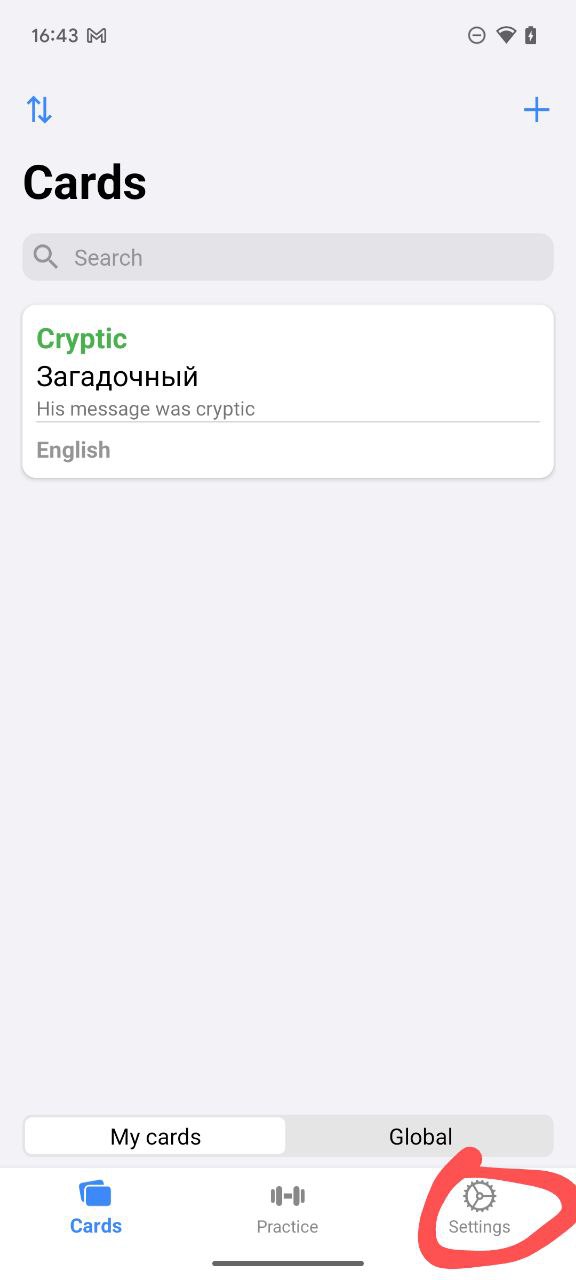 16:43
Cards
Search
Cryptic
Загадочный
His message was cryptic
English
My cards
Global
Cards
Practice
Settings